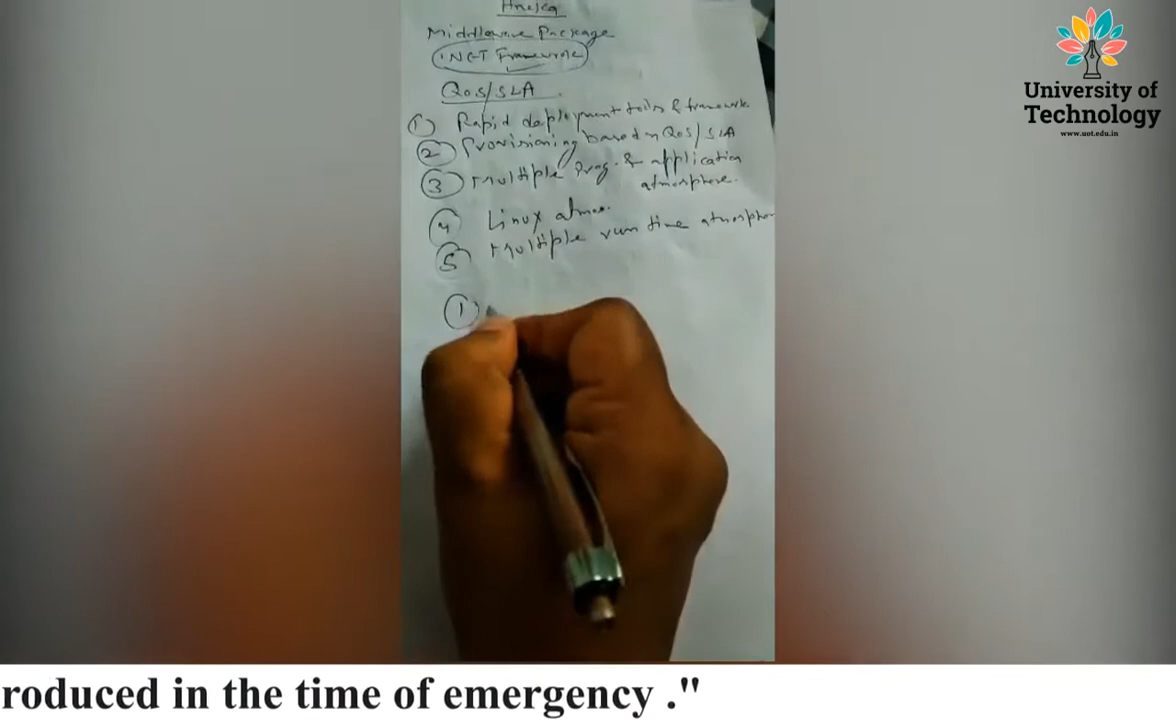 Aneka
Middleware Package
.NET Framework
QoS/SLA
① Rapid deployment tools & framework
② Provisioning based on QoS/SLA
③ Multiple Prog. & application
atmosphere.
④ Linux atmos.
⑤ Multiple run time atmospher
①
University of
Technology
www.uot.edu.in
roduced in the time of emergency ."